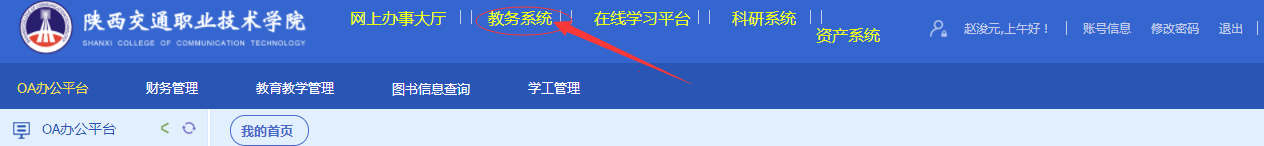 陕西交通职业技术学院
SHANXI COLLEGE OF COMMUNICATION TECHNOLOGY
网上办事大厅 | | 教务系统 | | 在线学习平台 | | 科研系统 | |
资产系统
赵浚元,上午好！ | 账号信息 修改密码 退出 |
OA办公平台 财务管理 教育教学管理 图书信息查询 学工管理
OA办公平台 < 我的首页